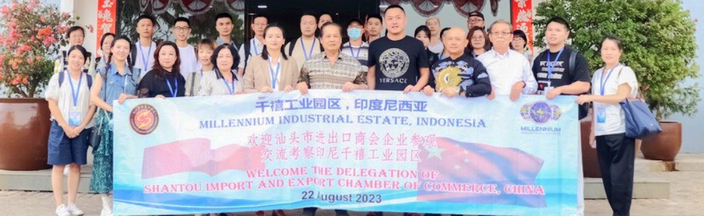 千禧工业园区，印度尼西亚
MILLENNIUM INDUSTRIAL ESTATE, INDONESIA
欢迎汕头市进出口商会企业参观
交流考察印尼千禧工业园区
WELCOME THE DELEGATION OF
SHANTOU IMPORT AND EXPORT CHAMBER OF COMMERCE, CHINA
22 August 2023
MILLENNIUM
VERSACE